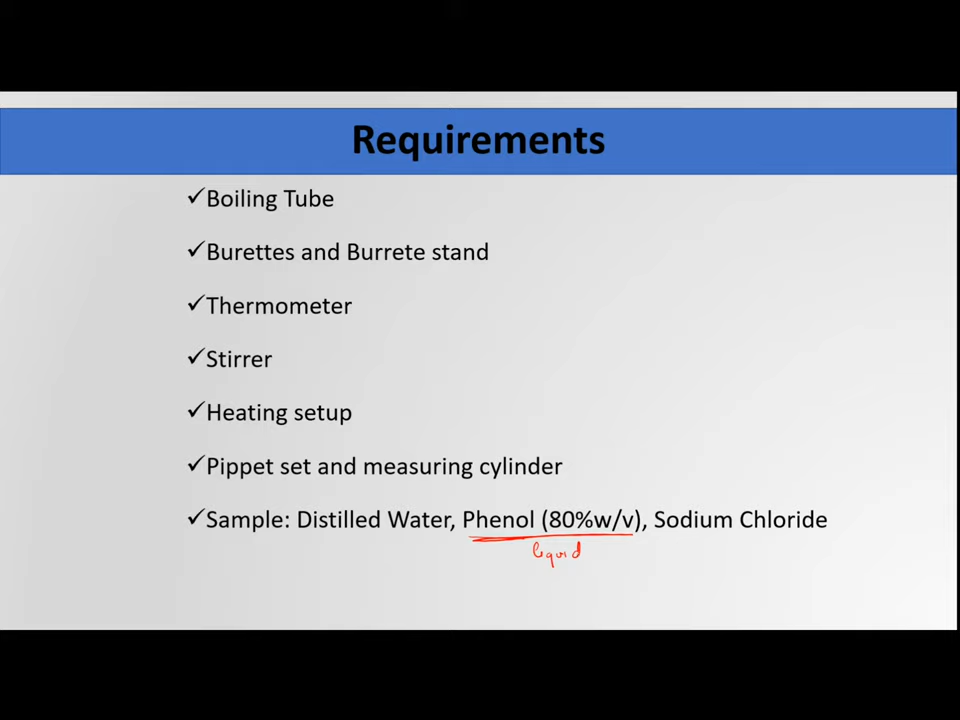 Requirements
✓Boiling Tube
✓Burettes and Burrete stand
✓Thermometer
✓Stirrer
✓Heating setup
✓Pippet set and measuring cylinder
✓Sample: Distilled Water, Phenol (80%w/v), Sodium Chloride
liquid